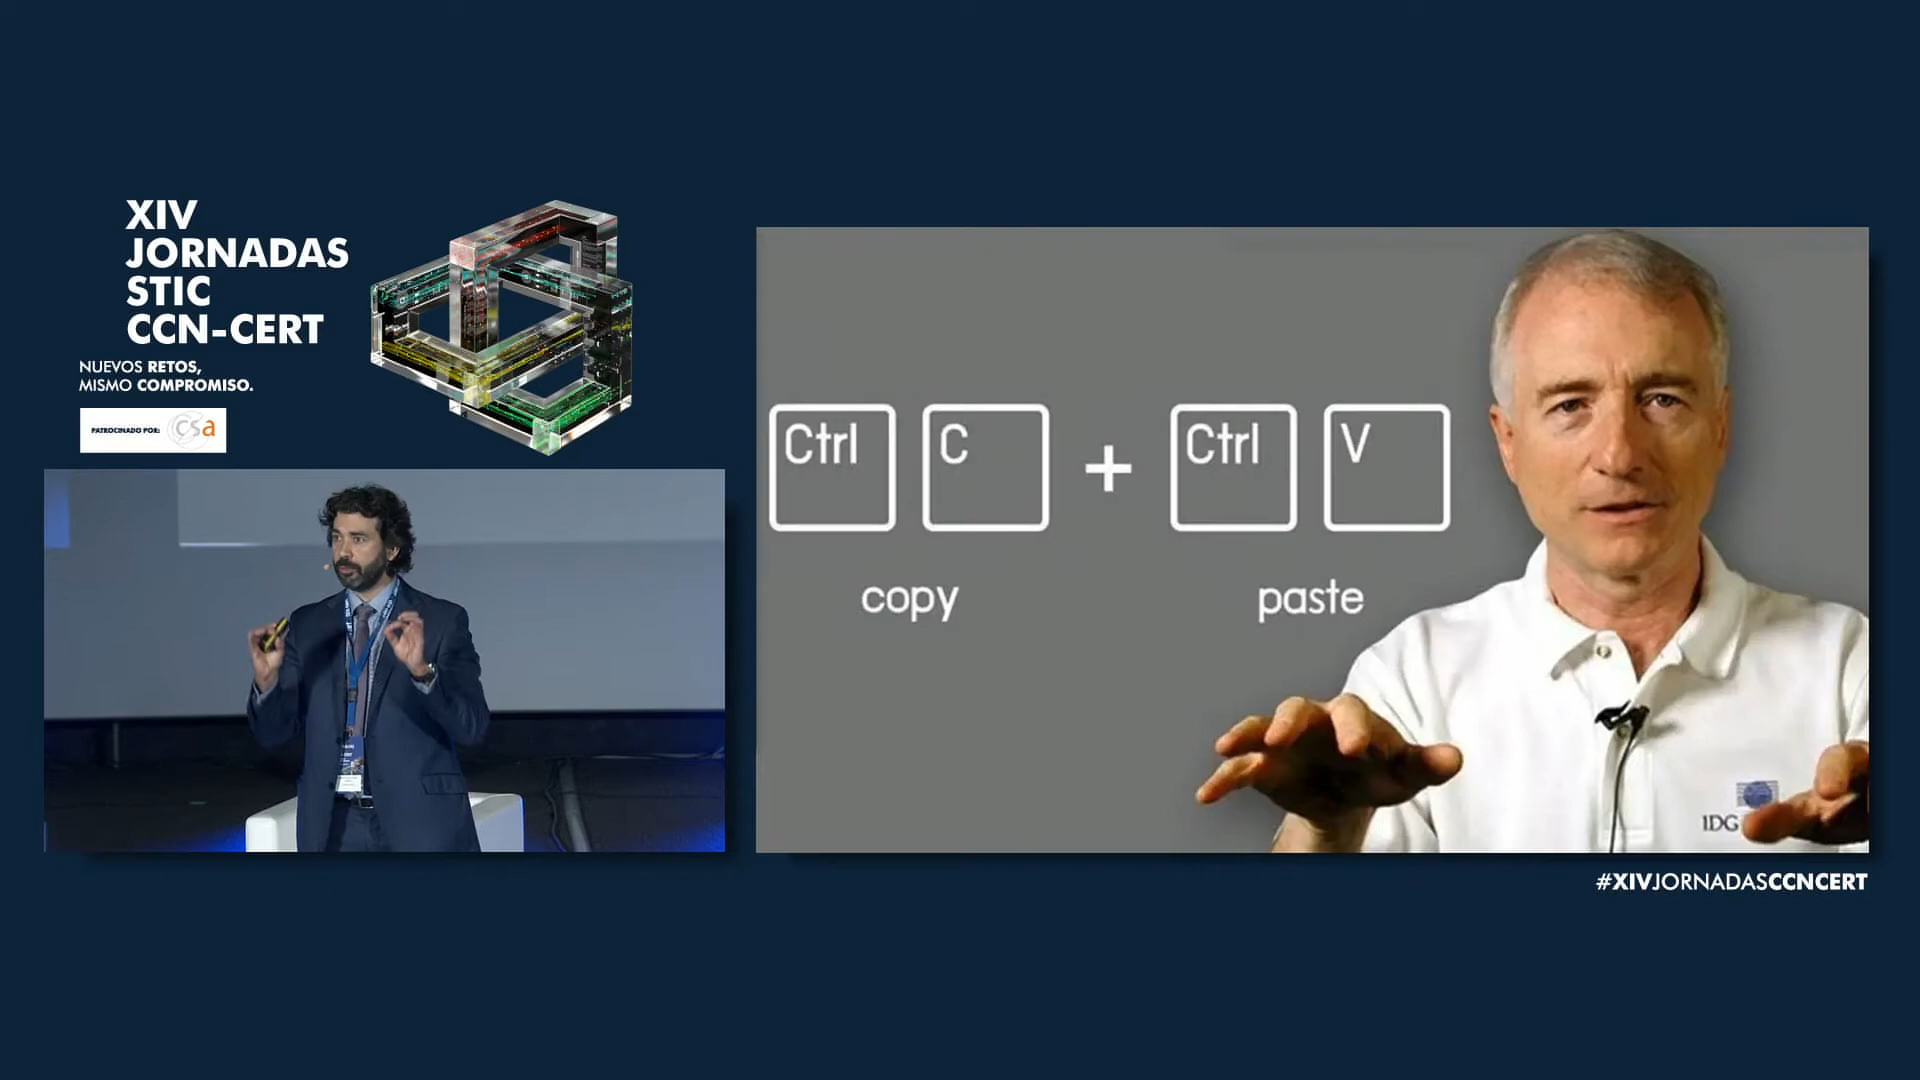 XIV
JORNADAS
STIC
CCN-CERT
NUEVOS RETOS,
MISMO COMPROMISO.
PATROCINADO POR: csa
Ctrl C + Ctrl V
copy paste
IDG
#XIVJORNADASCCNCERT